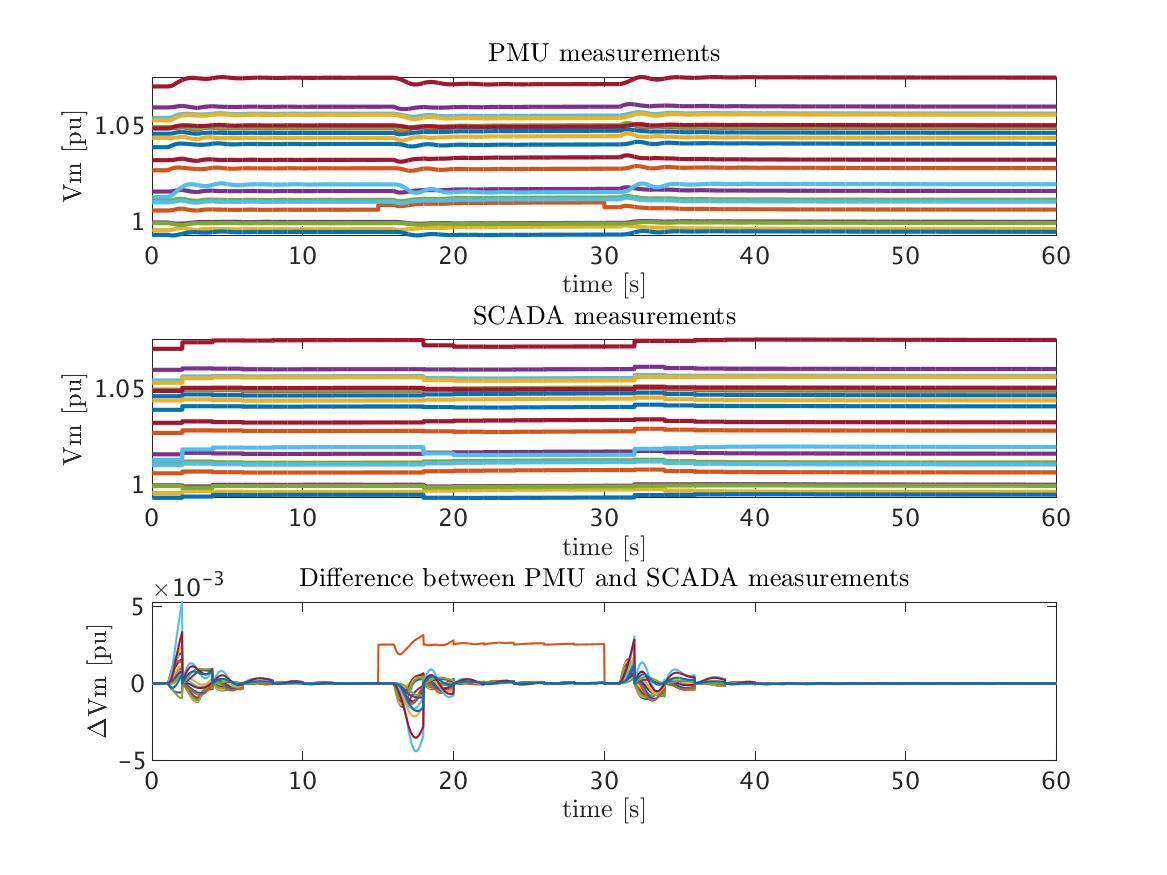 PMU measurements
1.05
1
Vm [pu]
0 10 20 30 40 50 60
time [s]
SCADA measurements
1.05
1
Vm [pu]
0 10 20 30 40 50 60
time [s]
Difference between PMU and SCADA measurements
×10⁻³
5
0
-5
ΔVm [pu]
0 10 20 30 40 50 60
time [s]